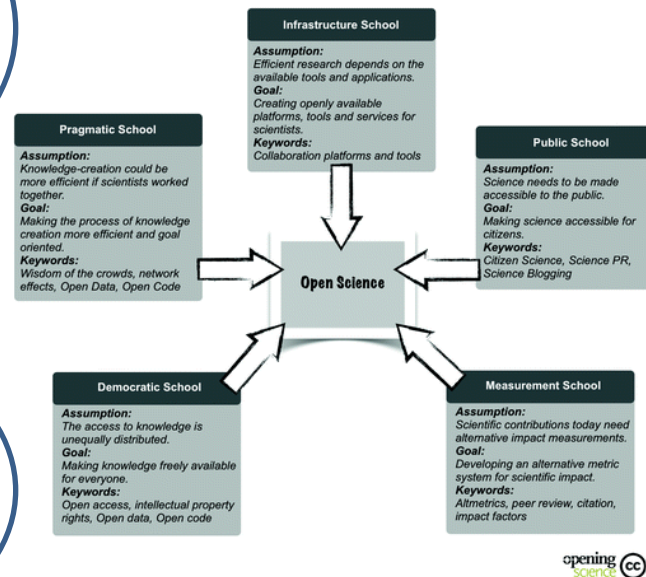 Infrastructure School
Assumption:
Efficient research depends on the
available tools and applications.
Goal:
Creating openly available
platforms, tools and services for
scientists.
Keywords:
Collaboration platforms and tools
Pragmatic School
Assumption:
Knowledge-creation could be
more efficient if scientists worked
together.
Goal:
Making the process of knowledge
creation more efficient and goal
oriented.
Keywords:
Wisdom of the crowds, network
effects, Open Data, Open Code
Public School
Assumption:
Science needs to be made
accessible to the public.
Goal:
Making science accessible for
citizens.
Keywords:
Citizen Science, Science PR,
Science Blogging
Open Science
Democratic School
Assumption:
The access to knowledge is
unequally distributed.
Goal:
Making knowledge freely available
for everyone.
Keywords:
Open access, intellectual property
rights, Open data, Open code
Measurement School
Assumption:
Scientific contributions today need
alternative impact measurements.
Goal:
Developing an alternative metric
system for scientific impact.
Keywords:
Altmetrics, peer review, citation,
impact factors
opening
science
cc